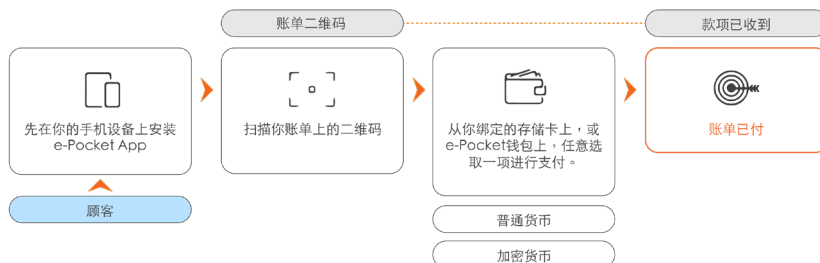 账单二维码
款项已收到
先在你的手机设备上安装
e-Pocket App
扫描你账单上的二维码
从你绑定的存储卡上，或
e-Pocket钱包上，任意选
取一项进行支付。
账单已付
顾客
普通货币
加密货币